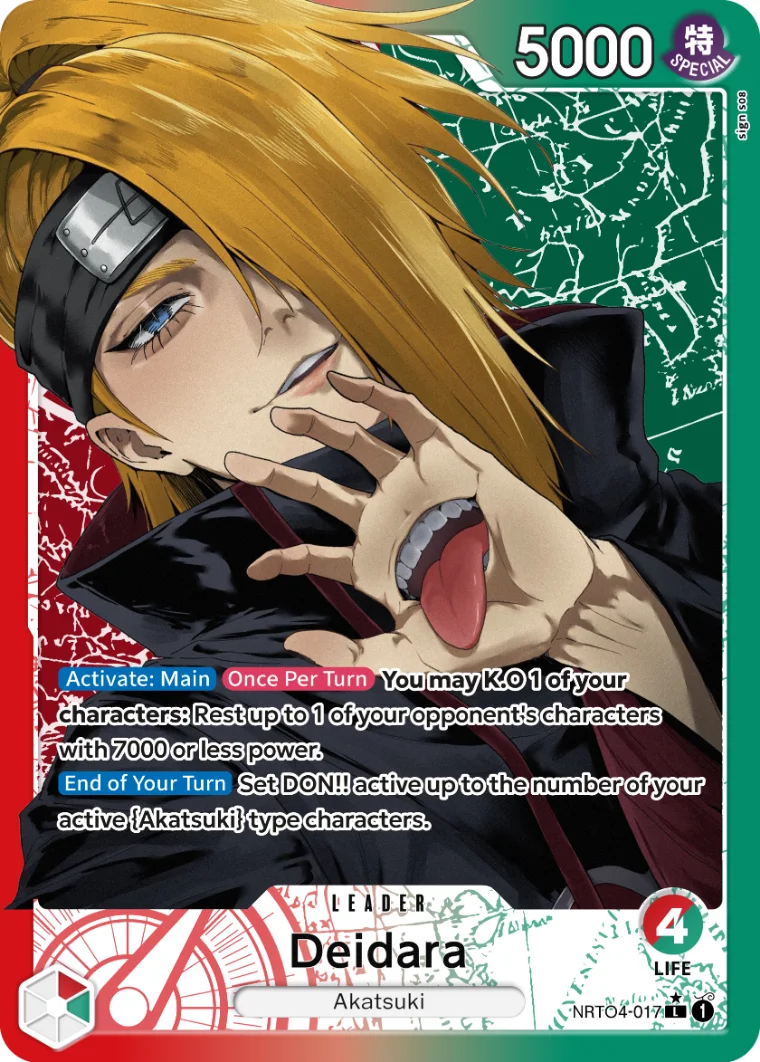 5000
特
SPECIAL
sign sos
Activate: Main Once Per Turn You may K.O 1 of your
characters: Rest up to 1 of your opponent's characters
with 7000 or less power.
End of Your Turn Set DON!! active up to the number of your
active {Akatsuki} type characters.
LEADER
Deidara
4
LIFE
Akatsuki
NRTO4-017 L 1